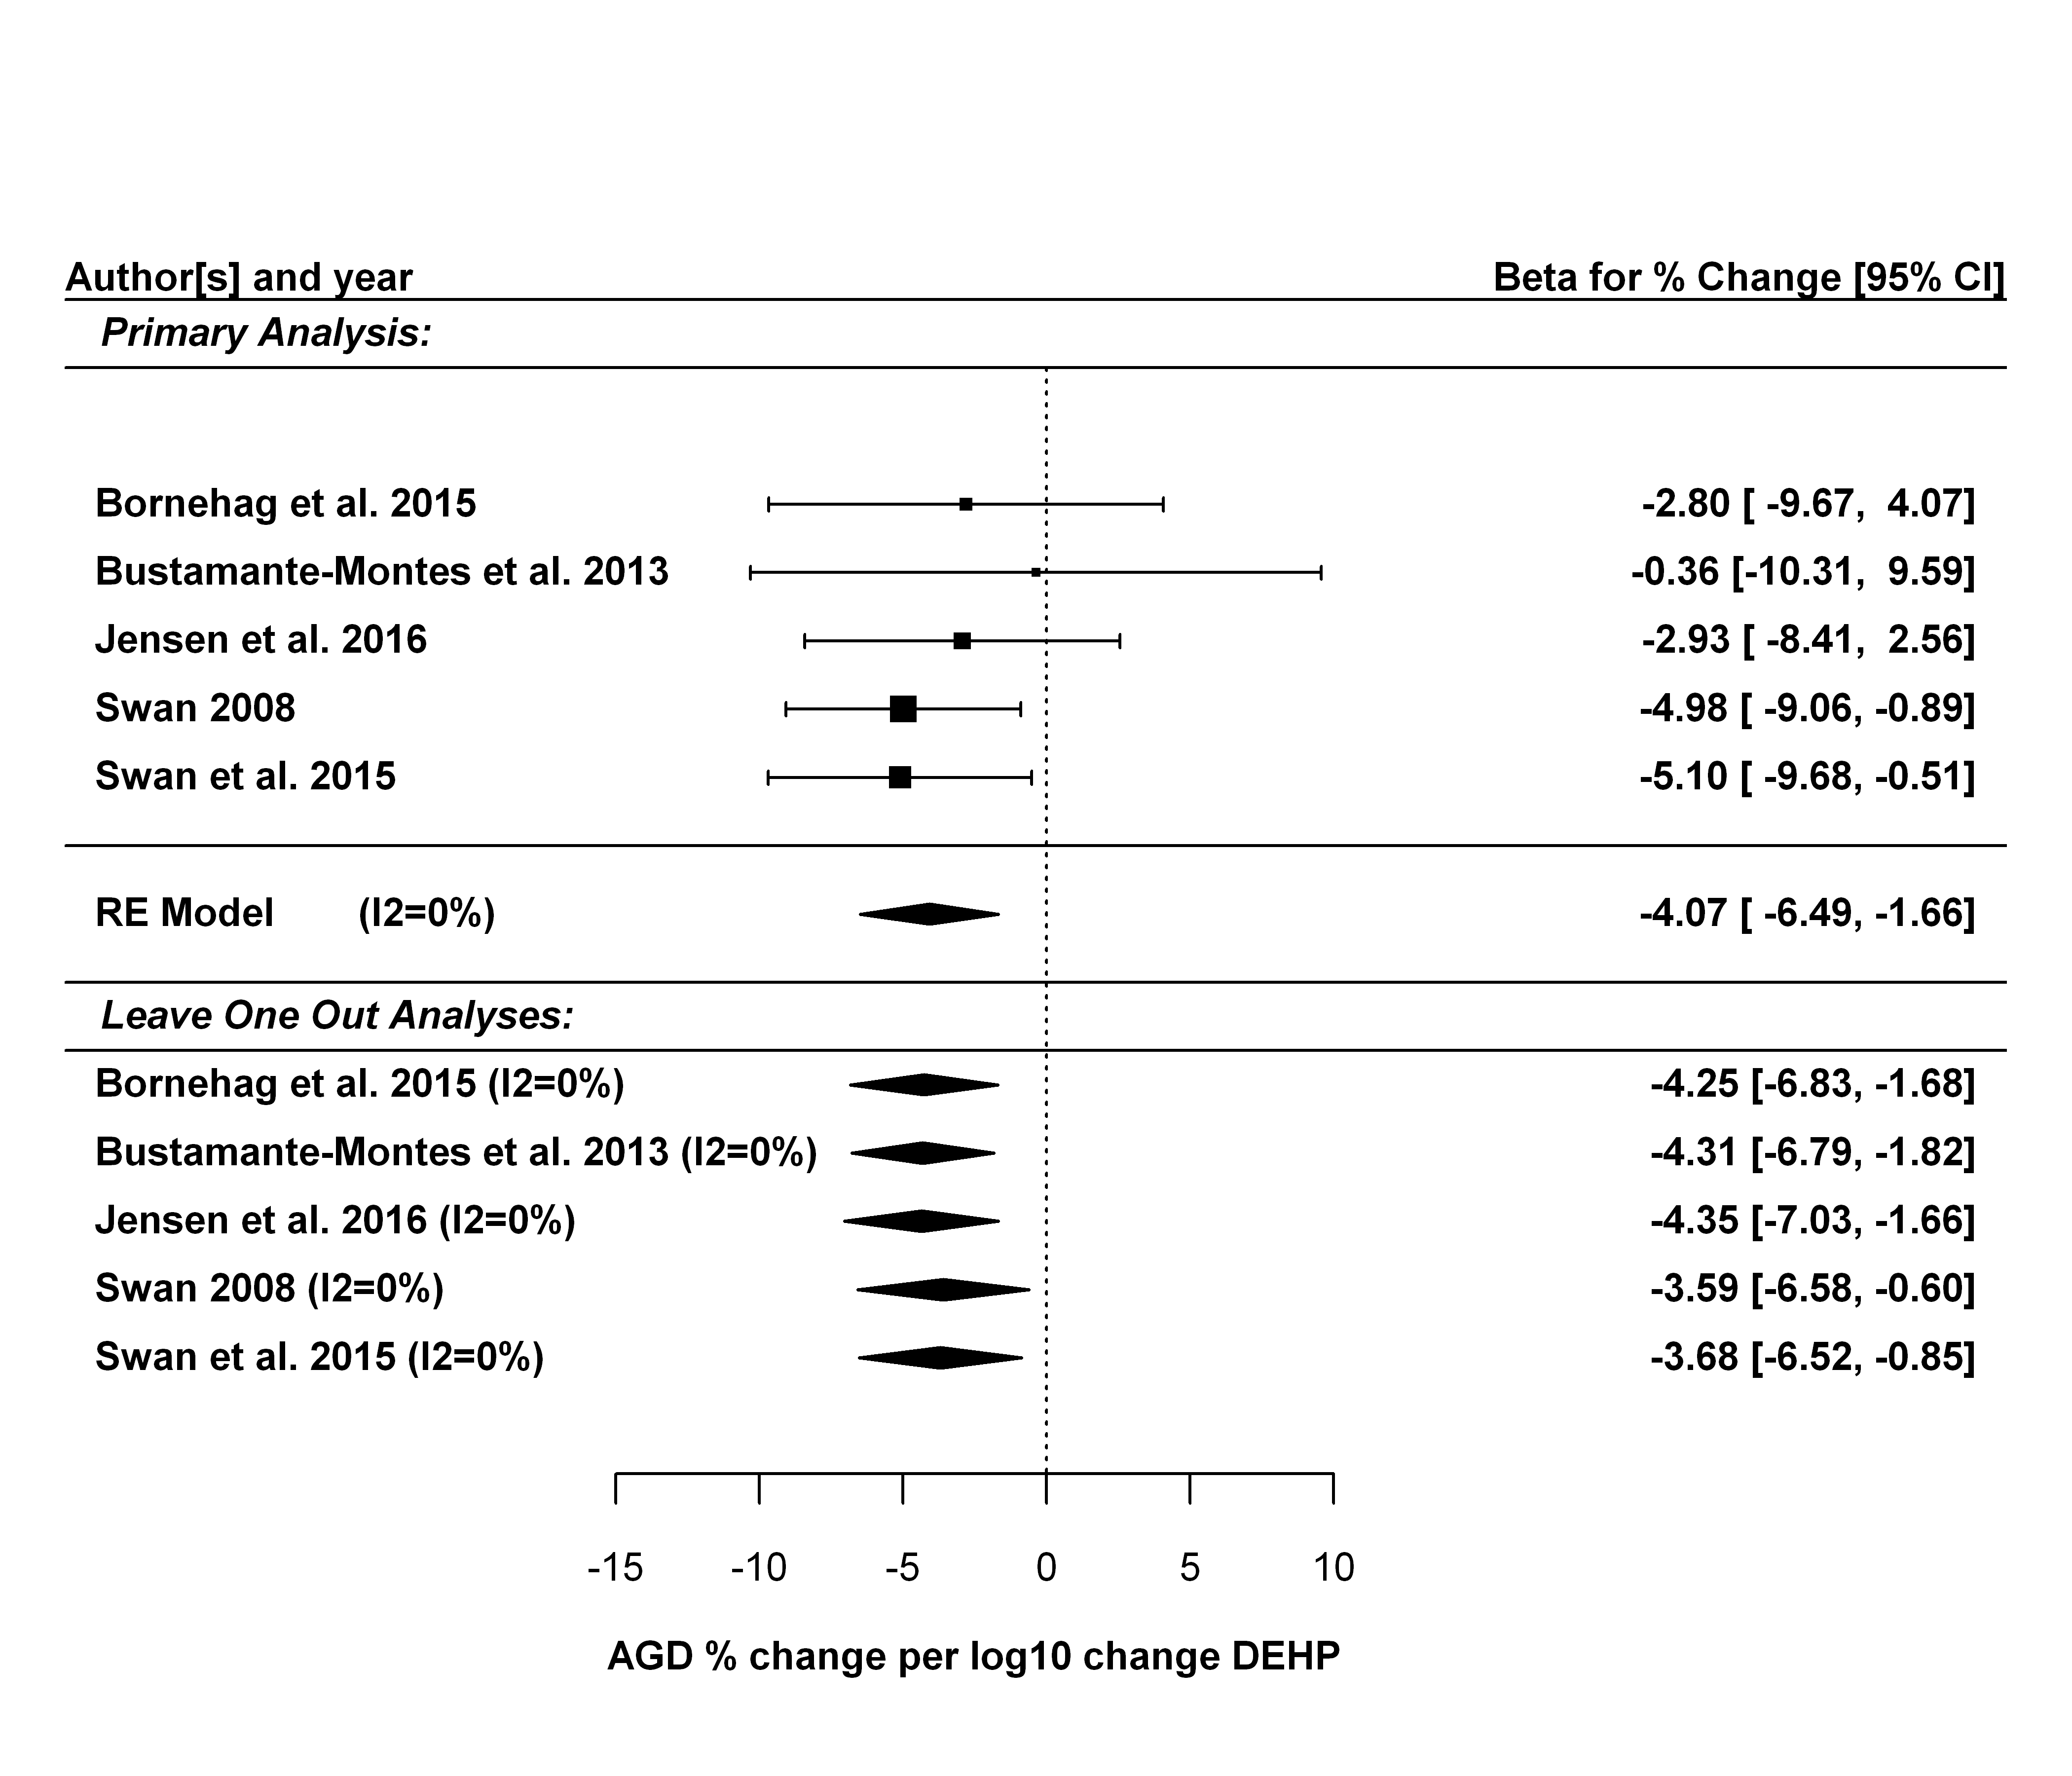 Author[s] and year Beta for % Change [95% CI]
Primary Analysis:
Bornehag et al. 2015 -2.80 [ -9.67, 4.07]
Bustamante-Montes et al. 2013 -0.36 [-10.31, 9.59]
Jensen et al. 2016 -2.93 [ -8.41, 2.56]
Swan 2008 -4.98 [ -9.06, -0.89]
Swan et al. 2015 -5.10 [ -9.68, -0.51]
RE Model (I2=0%) -4.07 [ -6.49, -1.66]
Leave One Out Analyses:
Bornehag et al. 2015 (I2=0%) -4.25 [-6.83, -1.68]
Bustamante-Montes et al. 2013 (I2=0%) -4.31 [-6.79, -1.82]
Jensen et al. 2016 (I2=0%) -4.35 [-7.03, -1.66]
Swan 2008 (I2=0%) -3.59 [-6.58, -0.60]
Swan et al. 2015 (I2=0%) -3.68 [-6.52, -0.85]
-15 -10 -5 0 5 10
AGD % change per log10 change DEHP